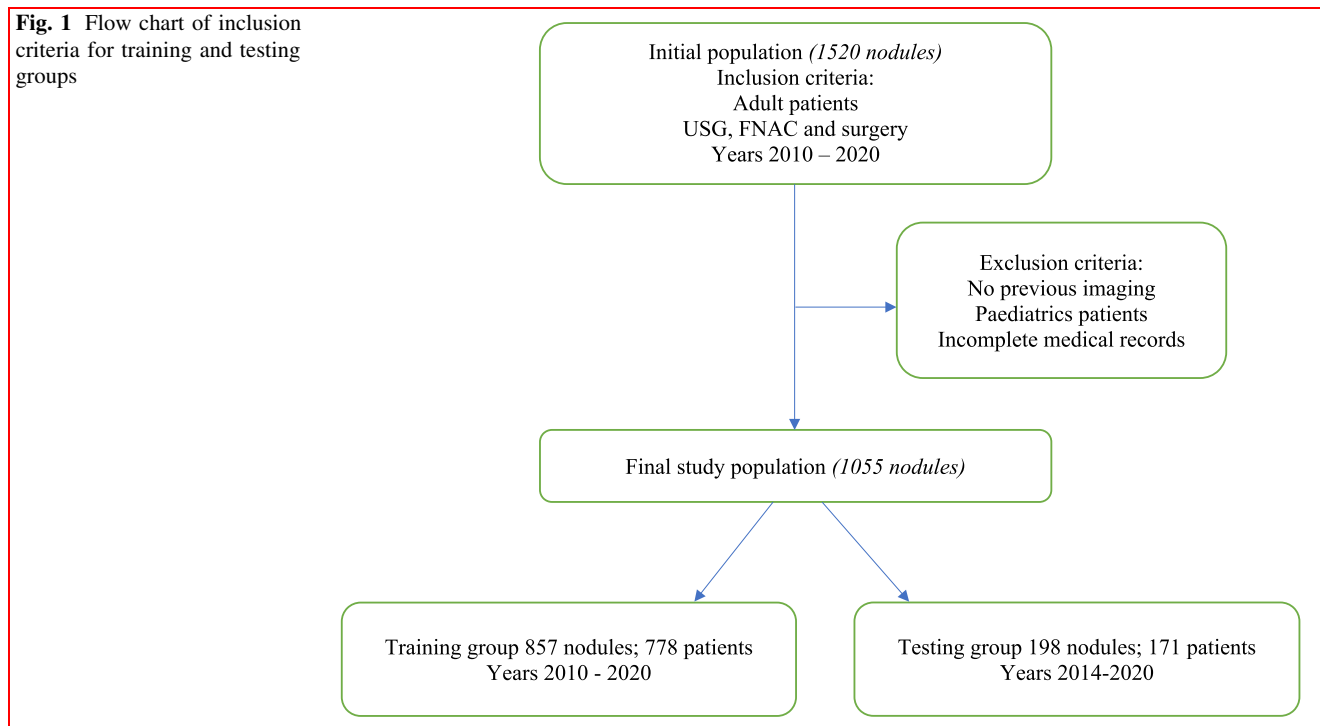 Fig. 1 Flow chart of inclusion
criteria for training and testing
groups
Initial population (1520 nodules)
Inclusion criteria:
Adult patients
USG, FNAC and surgery
Years 2010 – 2020
Exclusion criteria:
No previous imaging
Paediatrics patients
Incomplete medical records
Final study population (1055 nodules)
Training group 857 nodules; 778 patients
Years 2010 - 2020
Testing group 198 nodules; 171 patients
Years 2014-2020